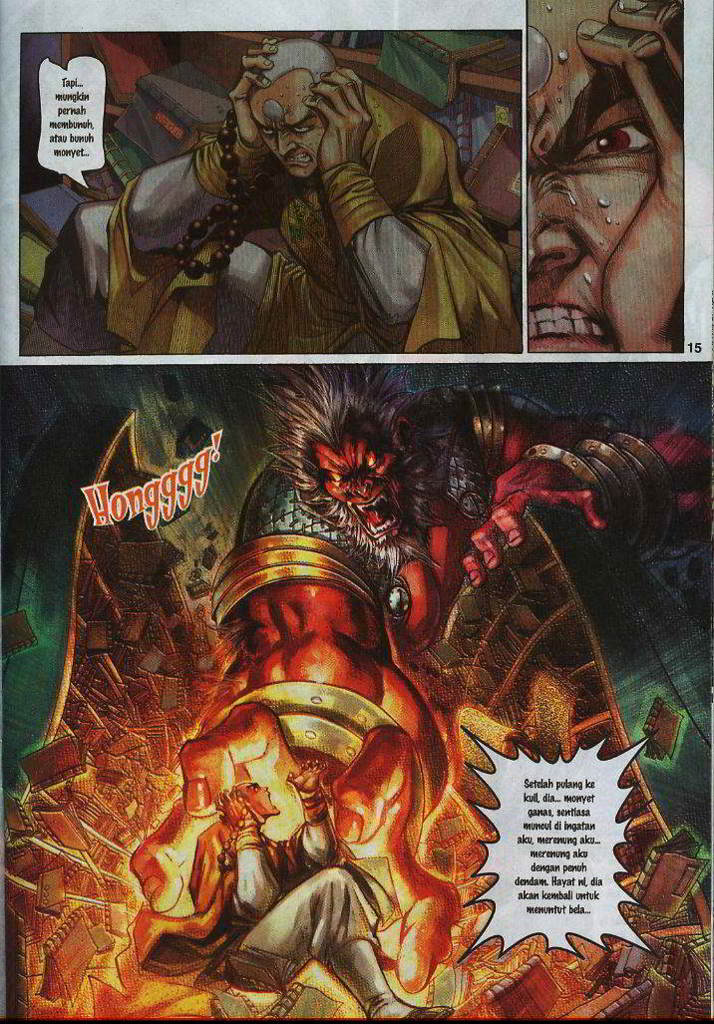 Tapi...
mungkin
pernah
membunuh,
atau bunuh
monyet...
15
Hongggg!
Setelah pulang ke
kuil, dia... monyet
ganas, sentiasa
muncul di ingatan
aku, merenung aku...
merenung aku
dengan penuh
dendam. Hayat ni, dia
akan kembali untuk
menuntut bela...